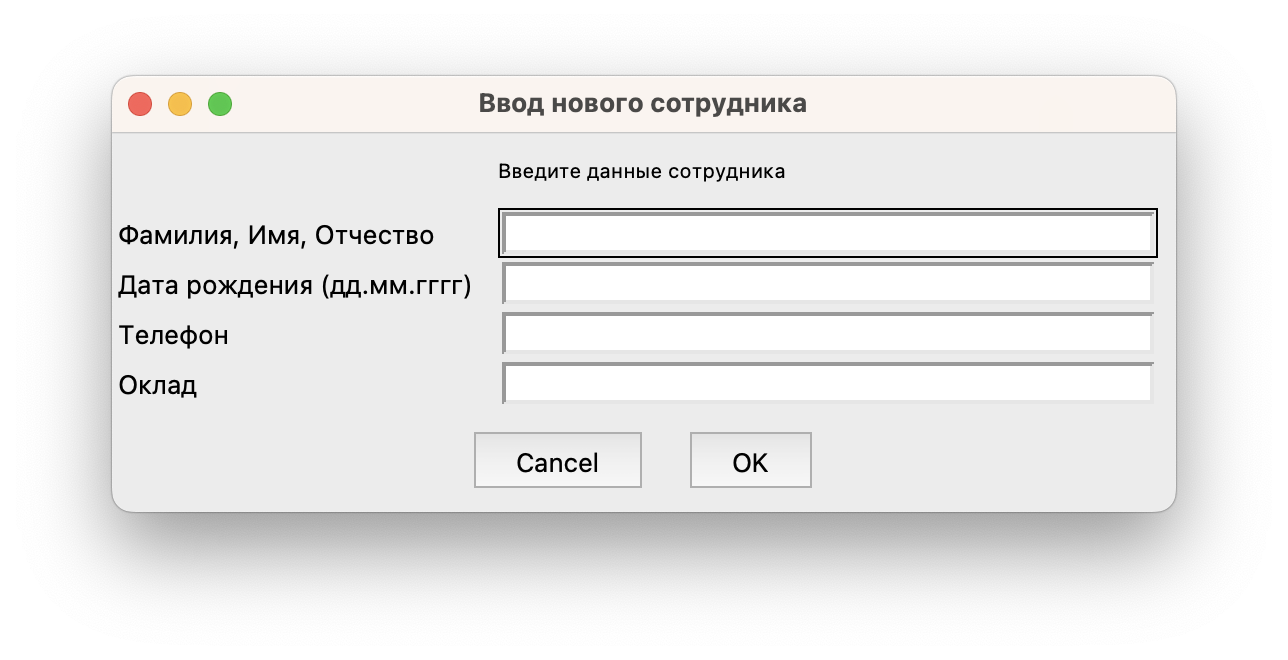 Ввод нового сотрудника
Введите данные сотрудника
Фамилия, Имя, Отчество
Дата рождения (дд.мм.гггг)
Телефон
Оклад
Cancel OK